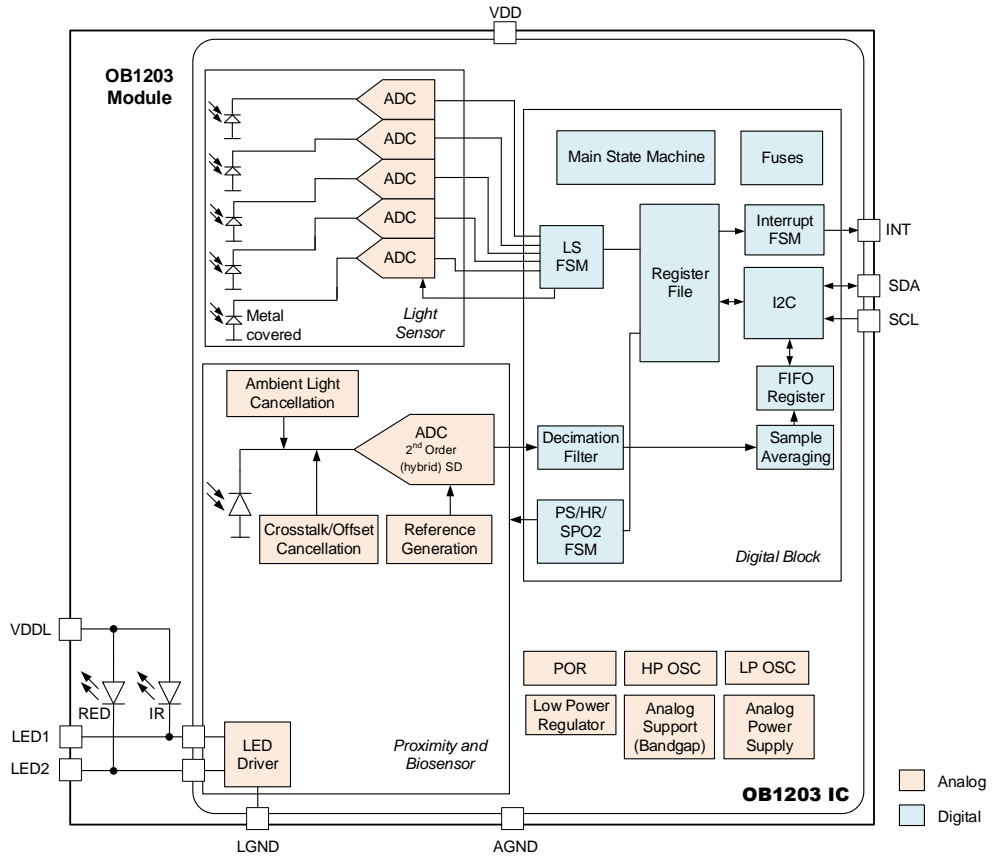 VDD
OB1203
Module
ADC
ADC
ADC
ADC
ADC
Metal
covered
Light
Sensor
Main State Machine
Fuses
LS
FSM
Register
File
Interrupt
FSM
I2C
INT
SDA
SCL
FIFO
Register
Sample
Averaging
Decimation
Filter
PS/HR/
SPO2
FSM
Digital Block
Ambient Light
Cancellation
ADC
2nd Order
(hybrid) SD
Crosstalk/Offset
Cancellation
Reference
Generation
VDDL
RED
IR
LED1
LED2
LED
Driver
Proximity and
Biosensor
POR
HP OSC
LP OSC
Low Power
Regulator
Analog
Support
(Bandgap)
Analog
Power
Supply
OB1203 IC
Analog
Digital
LGND
AGND